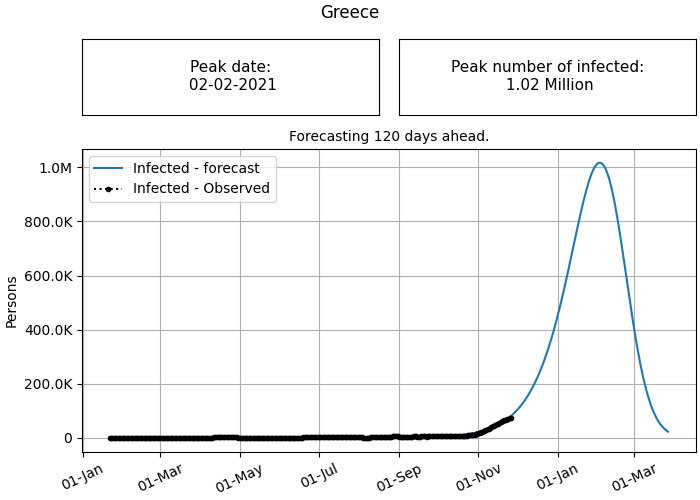 Greece
Peak date:
02-02-2021
Peak number of infected:
1.02 Million
Forecasting 120 days ahead.
Infected - forecast
Infected - Observed
1.0M
800.0K
600.0K
400.0K
200.0K
0
Persons
01-Jan
01-Mar
01-May
01-Jul
01-Sep
01-Nov
01-Jan
01-Mar